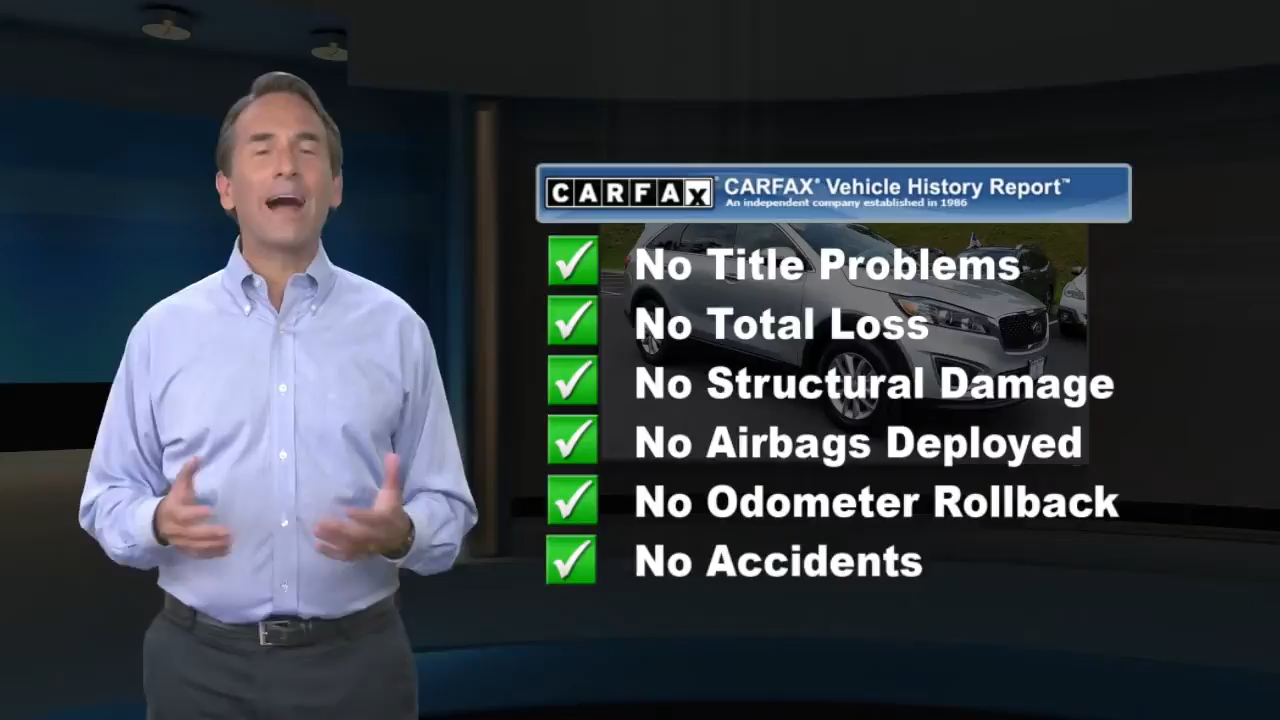 CARFAX® CARFAX® Vehicle History Report™
An independent company established in 1986
No Title Problems
No Total Loss
No Structural Damage
No Airbags Deployed
No Odometer Rollback
No Accidents